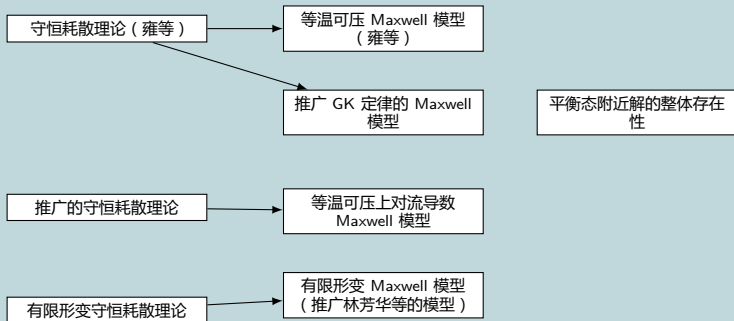 守恒耗散理论（雍等）
等温可压 Maxwell 模型
（雍等）
推广 GK 定律的 Maxwell
模型
平衡态附近解的整体存在
性
推广的守恒耗散理论
等温可压上对流导数
Maxwell 模型
有限形变守恒耗散理论
有限形变 Maxwell 模型
（推广林芳华等的模型）